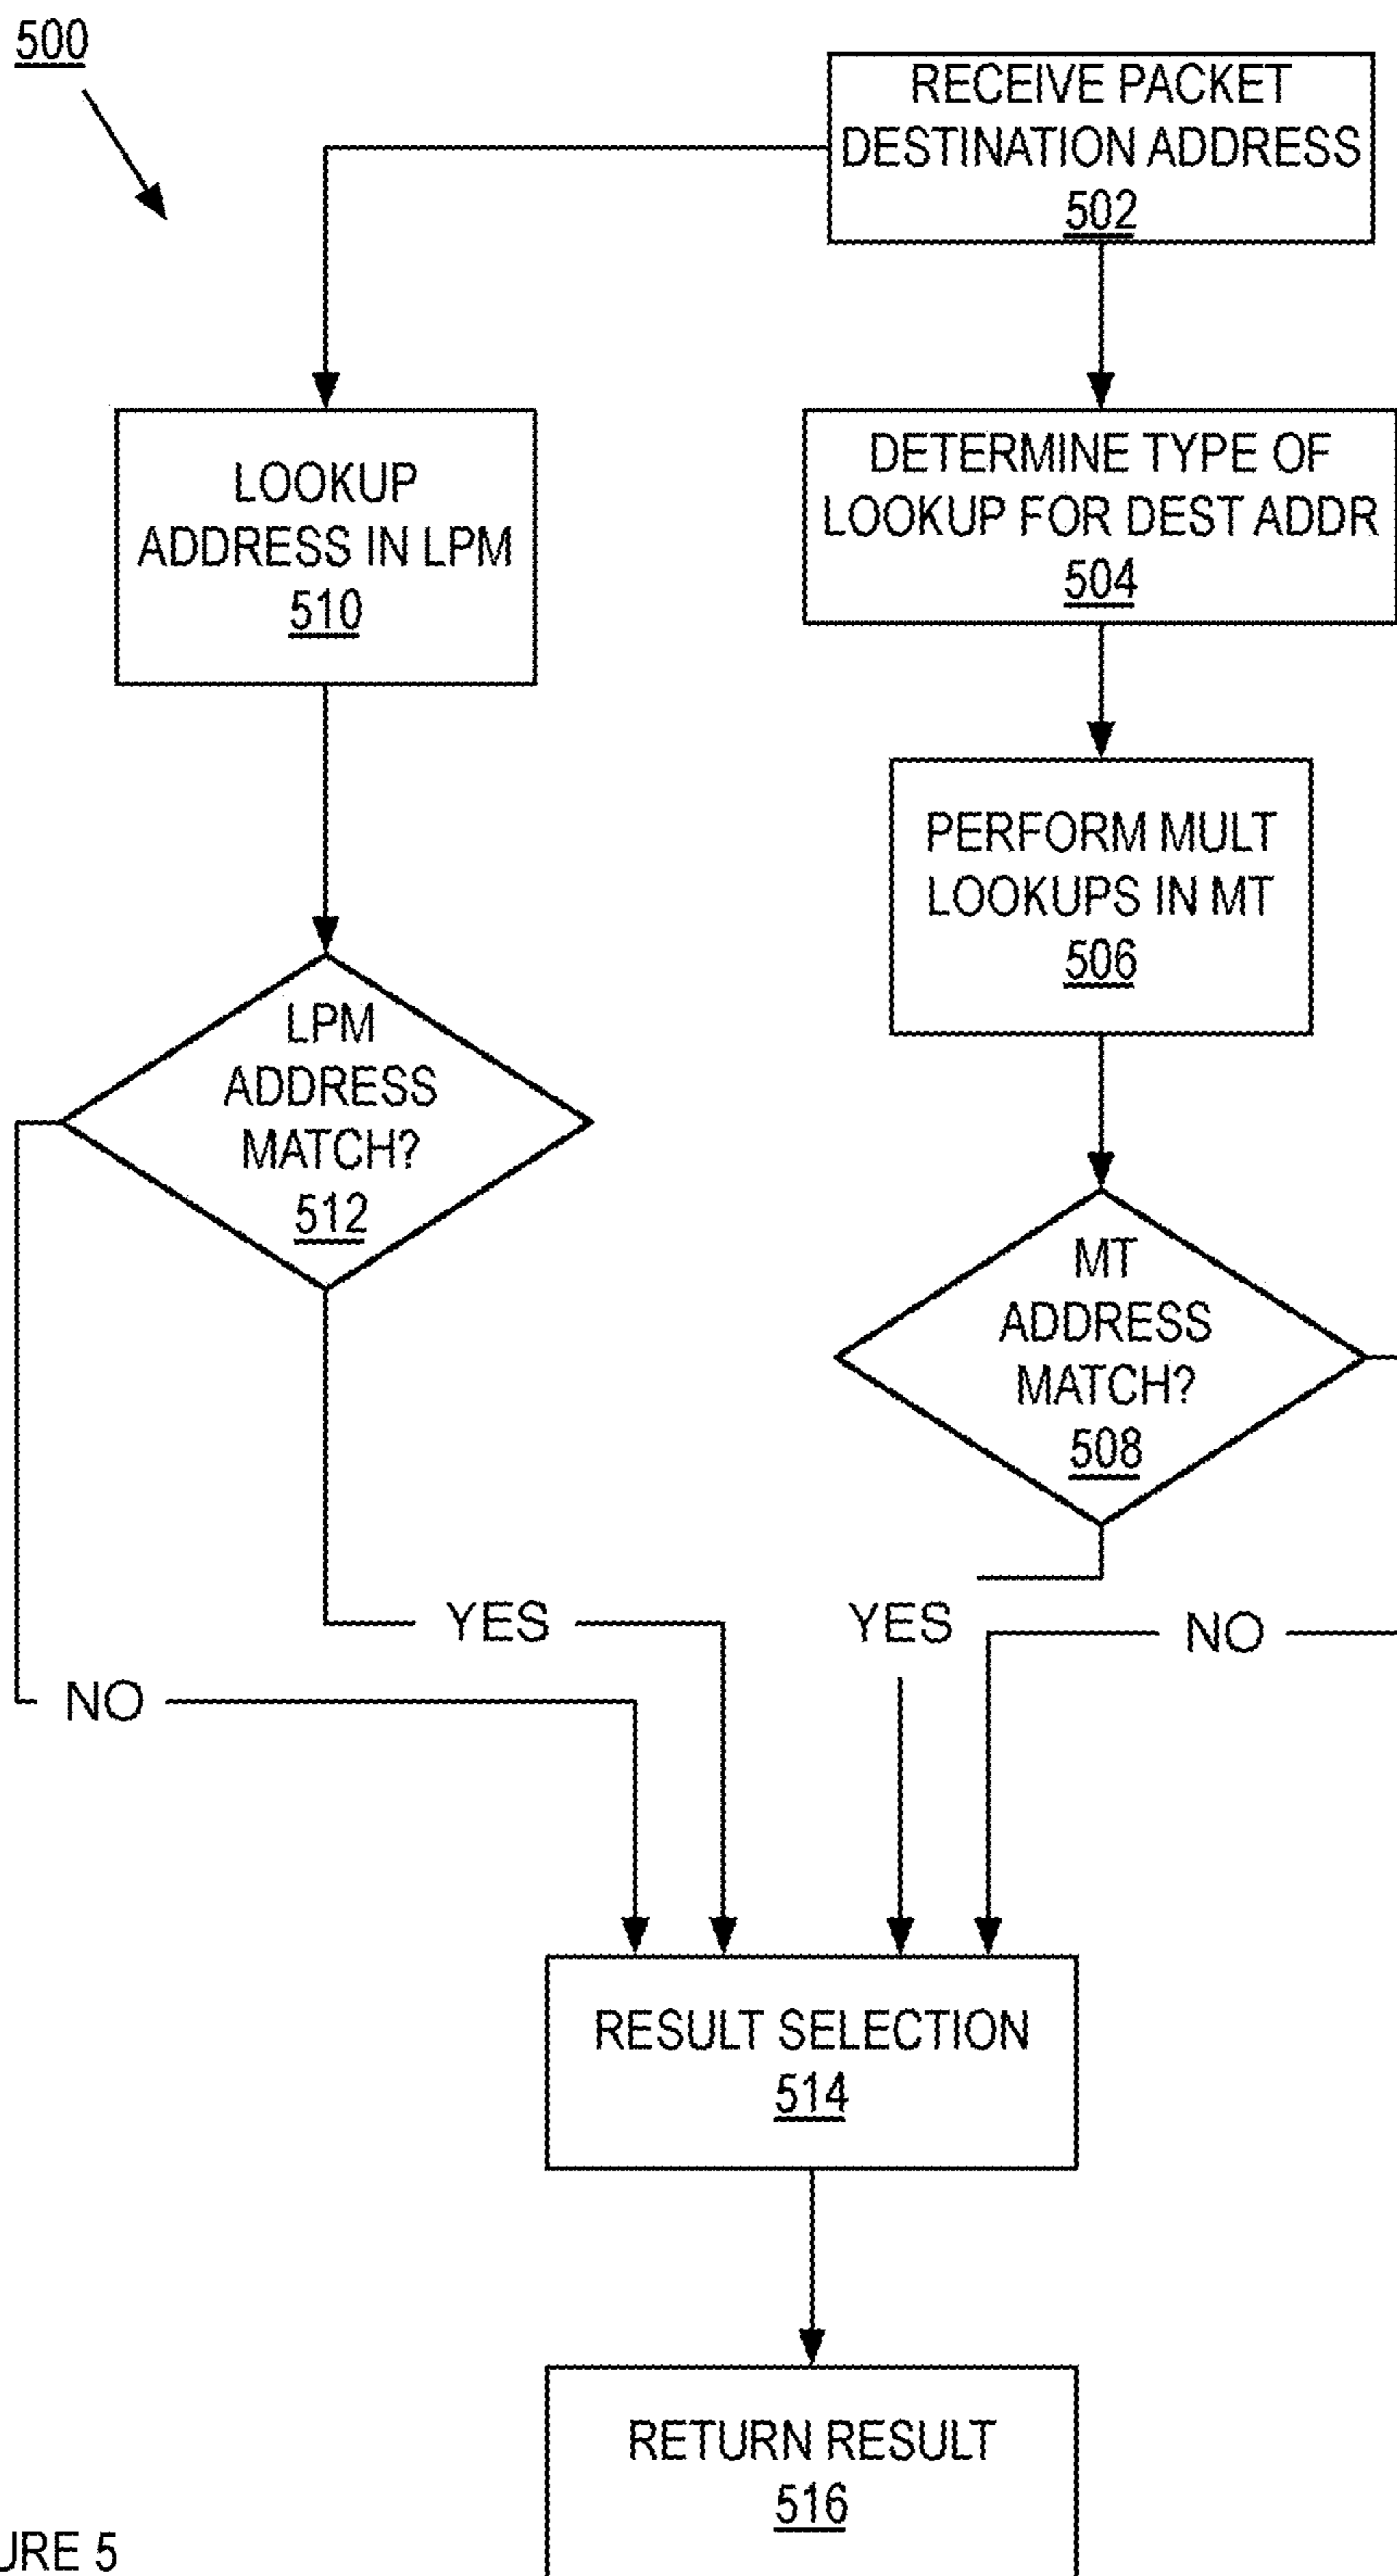 500
RECEIVE PACKET
DESTINATION ADDRESS
502
LOOKUP
ADDRESS IN LPM
510
DETERMINE TYPE OF
LOOKUP FOR DEST ADDR
504
PERFORM MULT
LOOKUPS IN MT
506
LPM
ADDRESS
MATCH?
512
MT
ADDRESS
MATCH?
508
YES
YES
NO
NO
RESULT SELECTION
514
RETURN RESULT
516
URE 5